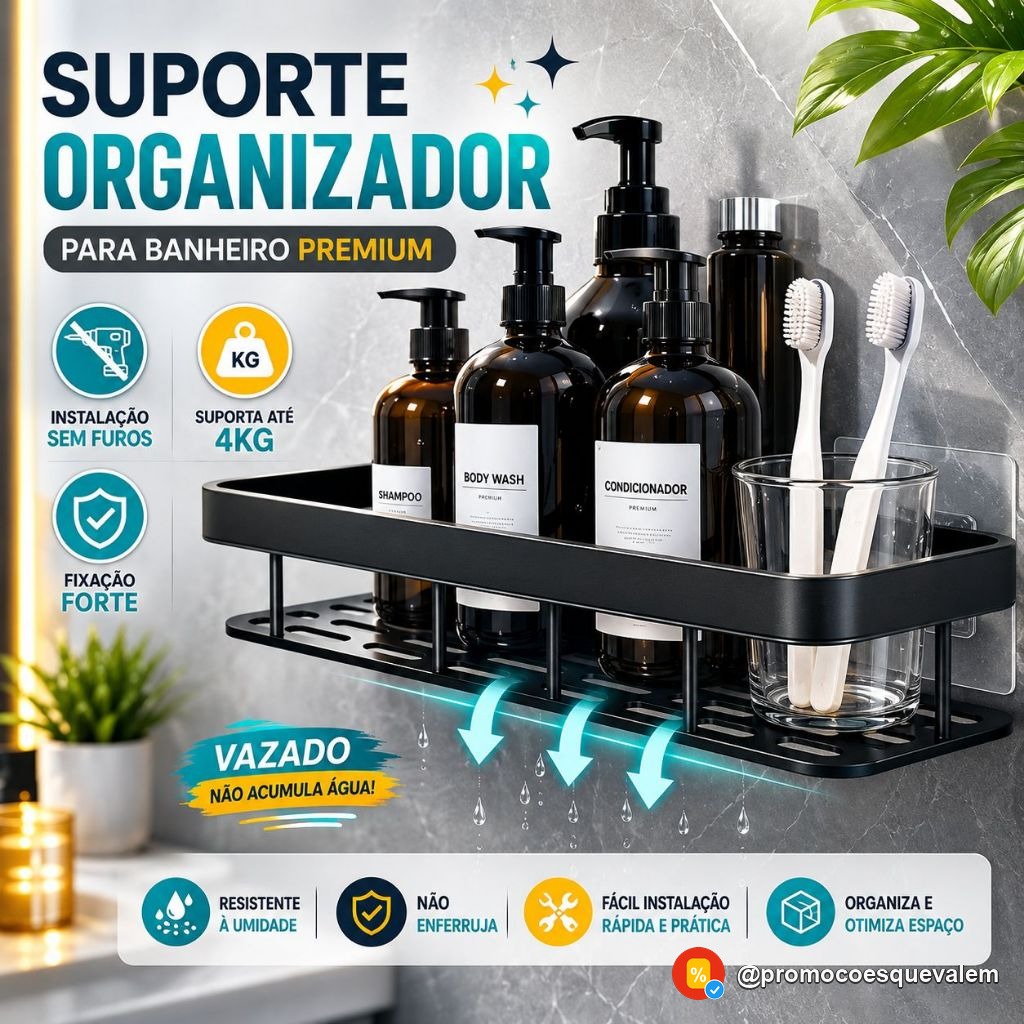 SUPORTE
ORGANIZADOR
PARA BANHEIRO PREMIUM
INSTALAÇÃO
SEM FUROS
KG
SUPORTA ATÉ
4KG
FIXAÇÃO
FORTE
SHAMPOO
BODY WASH
PREMIUM
CONDICIONADOR
PREMIUM
VAZADO
NÃO ACUMULA ÁGUA!
RESISTENTE
À UMIDADE
NÃO
ENFERRUJA
FÁCIL INSTALAÇÃO
RÁPIDA E PRÁTICA
ORGANIZA E
OTIMIZA ESPAÇO
%
@promocoesquevalem